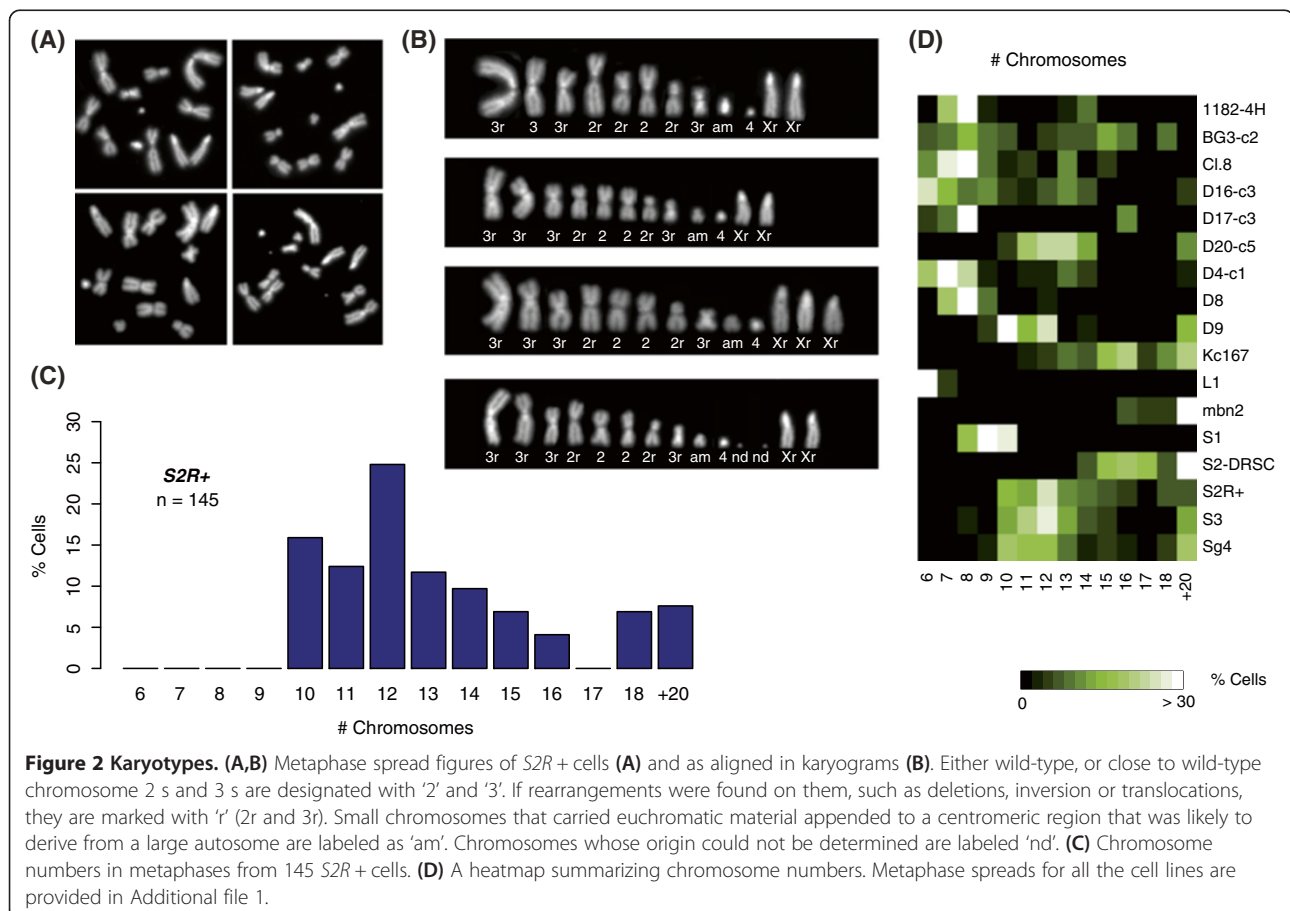 (A)
(B)
3r 3 3r 2r 2r 2 2r 3r am 4 Xr Xr
3r 3r 3r 2r 2 2 2r 3r am 4 Xr Xr
3r 3r 3r 2r 2 2 2r 3r am 4 Xr Xr Xr
3r 3r 3r 2r 2 2 2r 3r am 4 nd nd Xr Xr
(C)
30
25
20
15
10
5
0
% Cells
S2R+
n = 145
6 7 8 9 10 11 12 13 14 15 16 17 18 +20
# Chromosomes
(D)
# Chromosomes
1182-4H
BG3-c2
Cl.8
D16-c3
D17-c3
D20-c5
D4-c1
D8
D9
Kc167
L1
mbn2
S1
S2-DRSC
S2R+
S3
Sg4
6 7 8 9 10 11 12 13 14 15 16 17 18 +20
% Cells
0 > 30
Figure 2 Karyotypes. (A,B) Metaphase spread figures of S2R + cells (A) and as aligned in karyograms (B). Either wild-type, or close to wild-type
chromosome 2 s and 3 s are designated with ‘2’ and ‘3’. If rearrangements were found on them, such as deletions, inversion or translocations,
they are marked with ‘r’ (2r and 3r). Small chromosomes that carried euchromatic material appended to a centromeric region that was likely to
derive from a large autosome are labeled as ‘am’. Chromosomes whose origin could not be determined are labeled ‘nd’. (C) Chromosome
numbers in metaphases from 145 S2R + cells. (D) A heatmap summarizing chromosome numbers. Metaphase spreads for all the cell lines are
provided in Additional file 1.